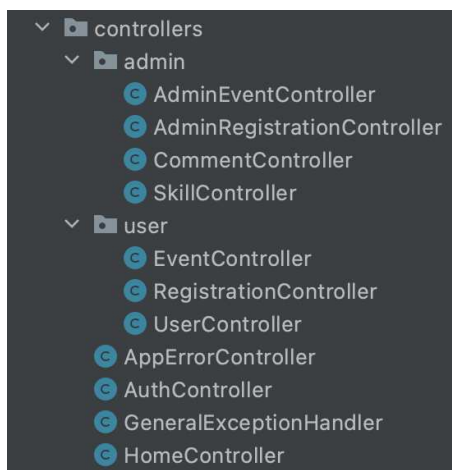 controllers
admin
AdminEventController
AdminRegistrationController
CommentController
SkillController
user
EventController
RegistrationController
UserController
AppErrorController
AuthController
GeneralExceptionHandler
HomeController